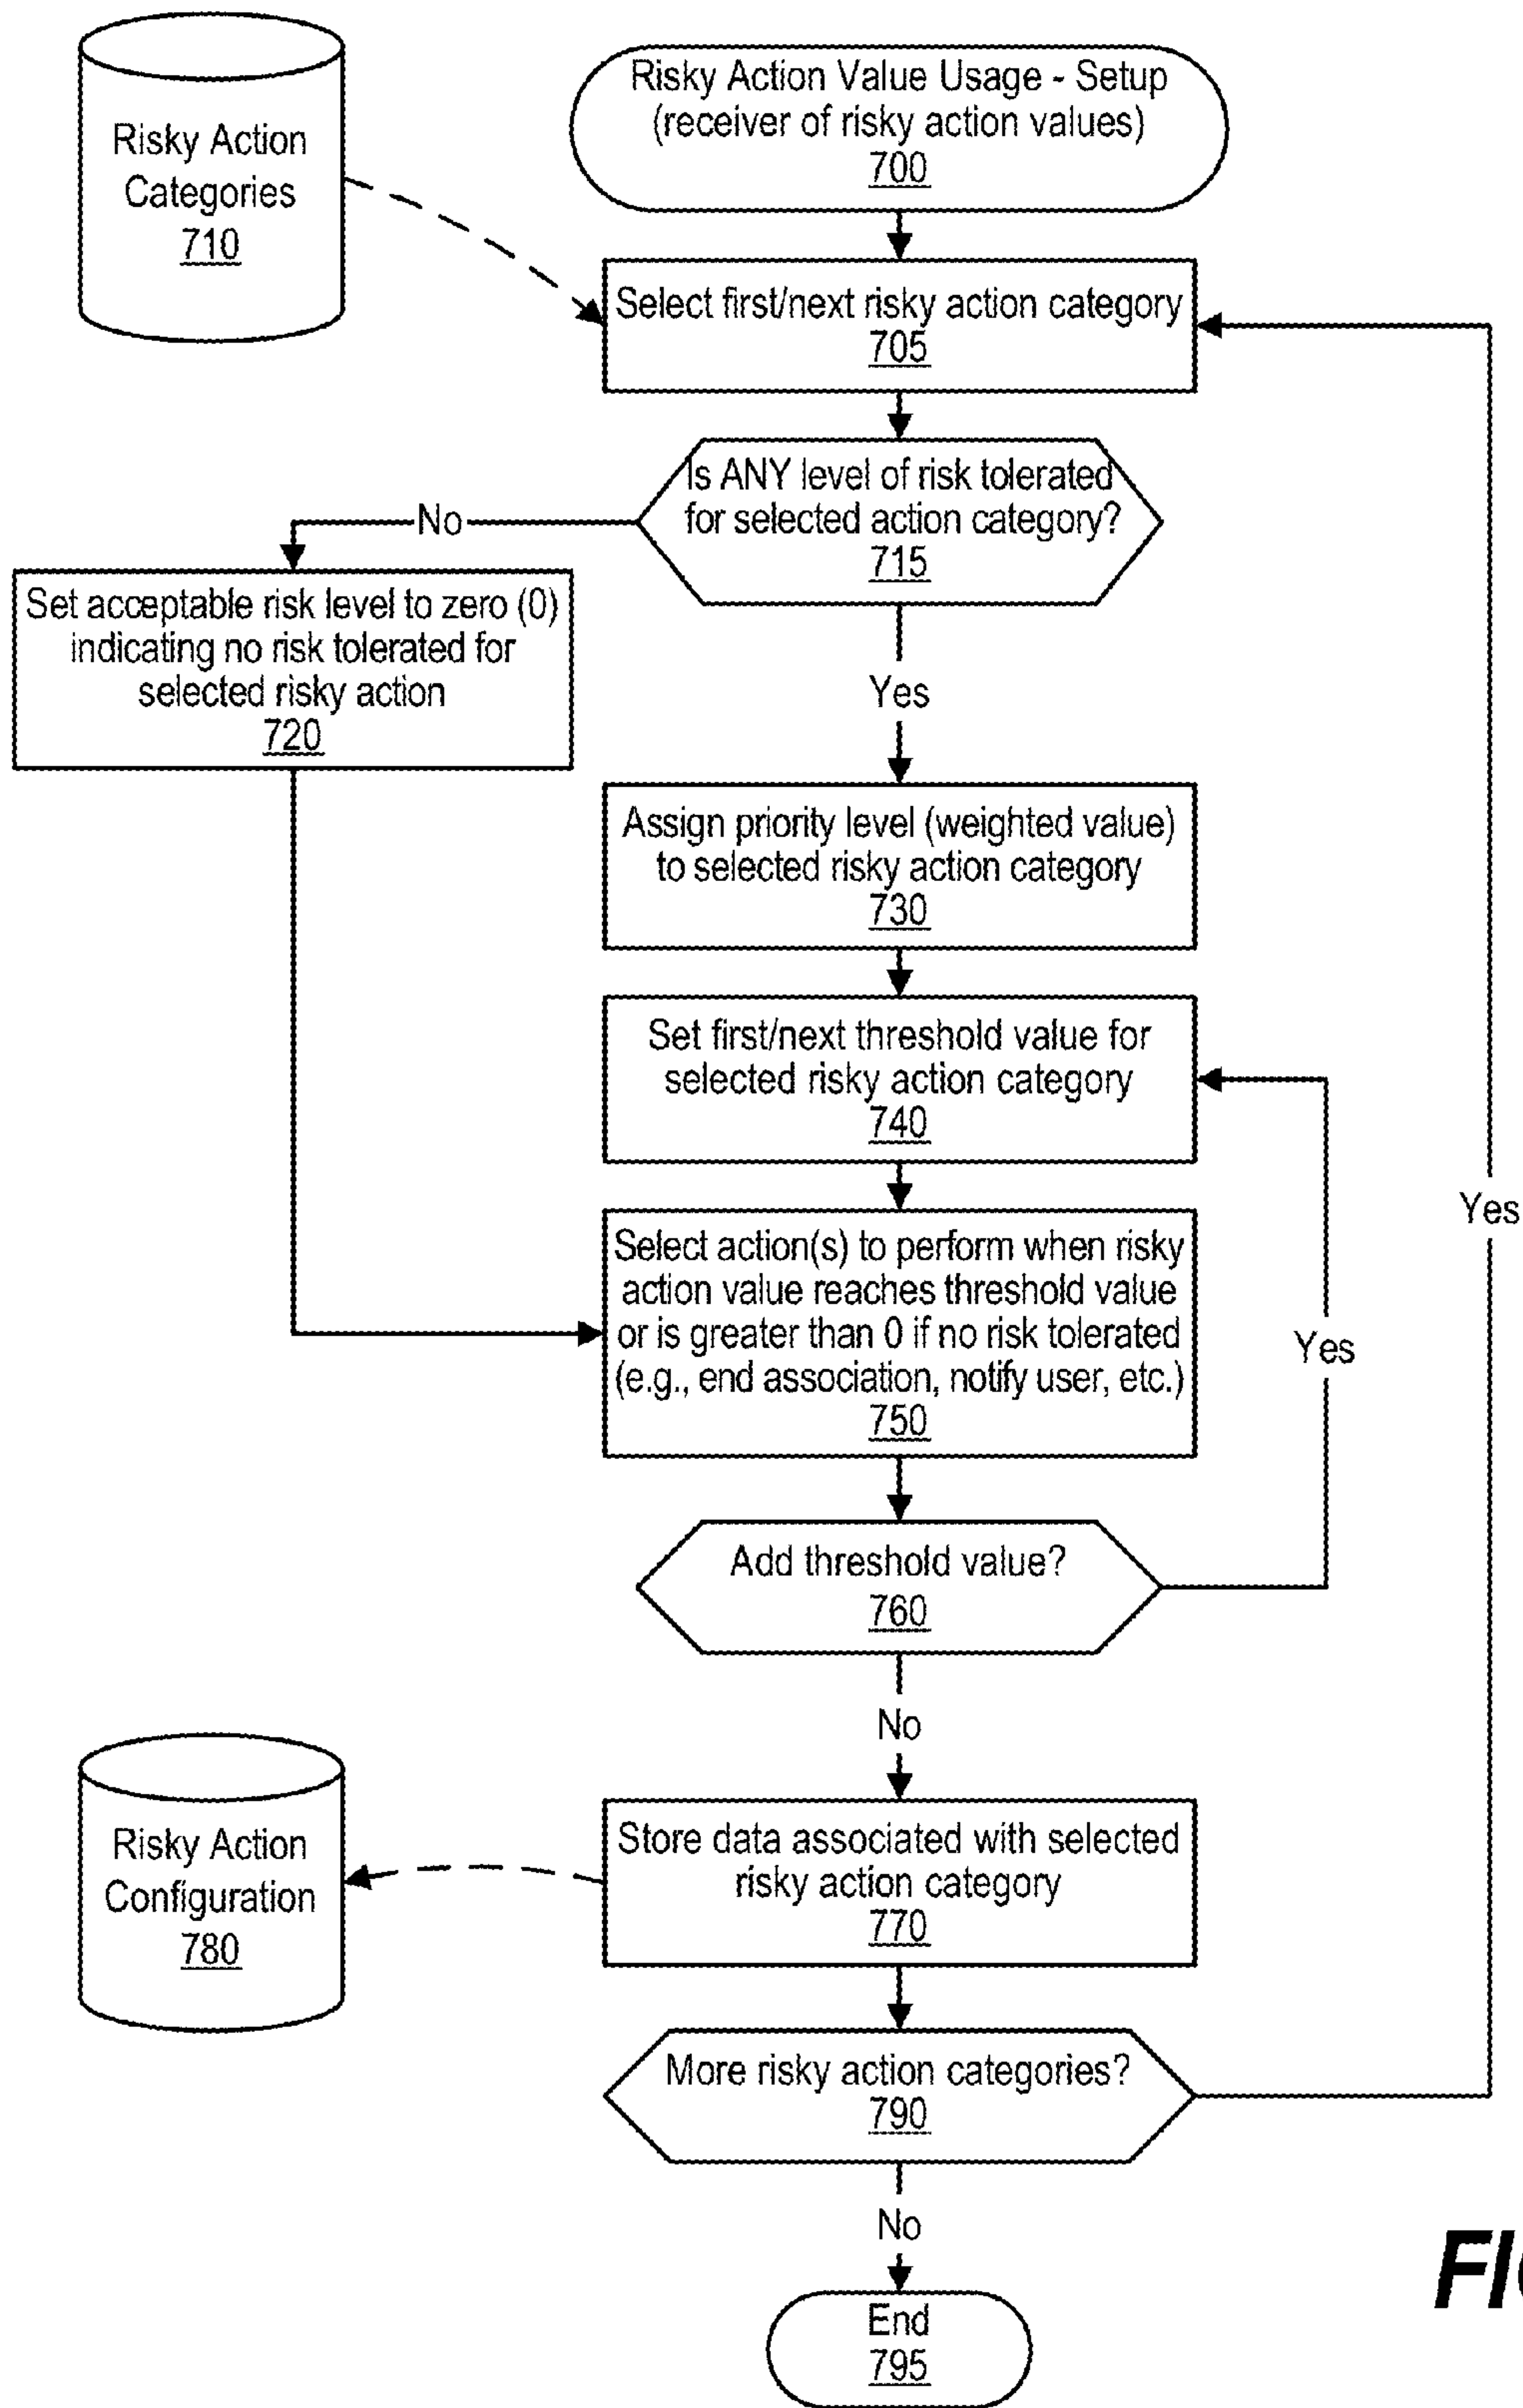 Risky Action
Categories
710
Risky Action Value Usage - Setup
(receiver of risky action values)
700
Select first/next risky action category
705
Is ANY level of risk tolerated
for selected action category?
715
No
Set acceptable risk level to zero (0)
indicating no risk tolerated for
selected risky action
720
Yes
Assign priority level (weighted value)
to selected risky action category
730
Set first/next threshold value for
selected risky action category
740
Select action(s) to perform when risky
action value reaches threshold value
or is greater than 0 if no risk tolerated
(e.g., end association, notify user, etc.)
750
Yes
Yes
Add threshold value?
760
No
Risky Action
Configuration
780
Store data associated with selected
risky action category
770
More risky action categories?
790
No
End
795